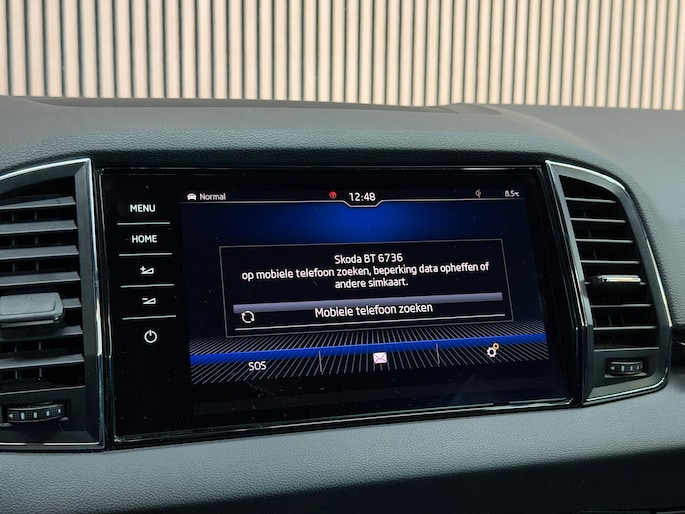 Normal
12:48
8.5°C
MENU
HOME
Skoda BT 6736
op mobiele telefoon zoeken, beperking data opheffen of
andere simkaart.
Mobiele telefoon zoeken
SOS